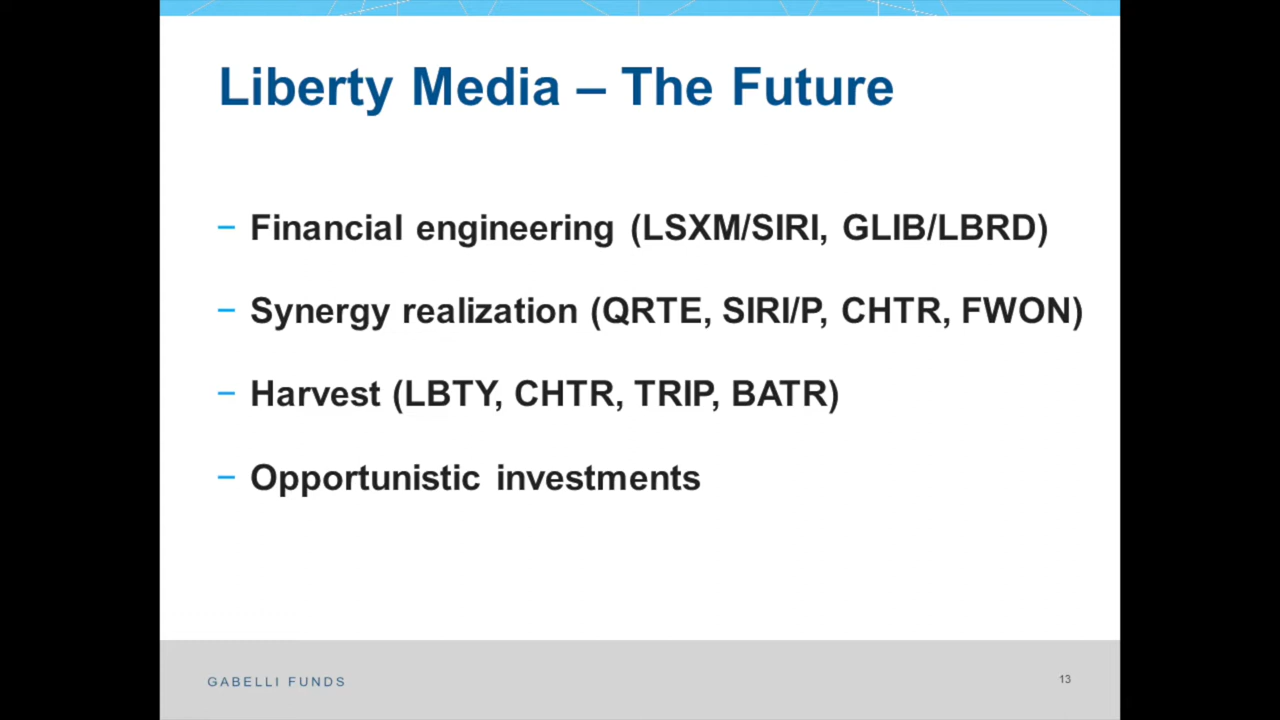 Liberty Media – The Future
– Financial engineering (LSXM/SIRI, GLIB/LBRD)
– Synergy realization (QRTE, SIRI/P, CHTR, FWON)
– Harvest (LBTY, CHTR, TRIP, BATR)
– Opportunistic investments
GABELLI FUNDS
13